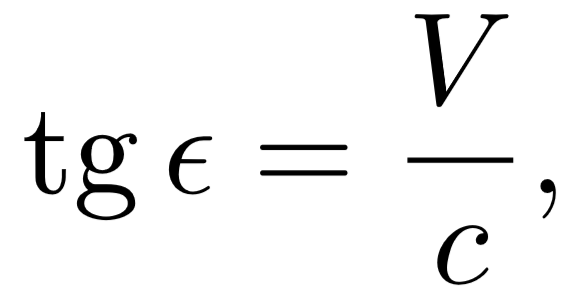 tg ϵ = V/c,